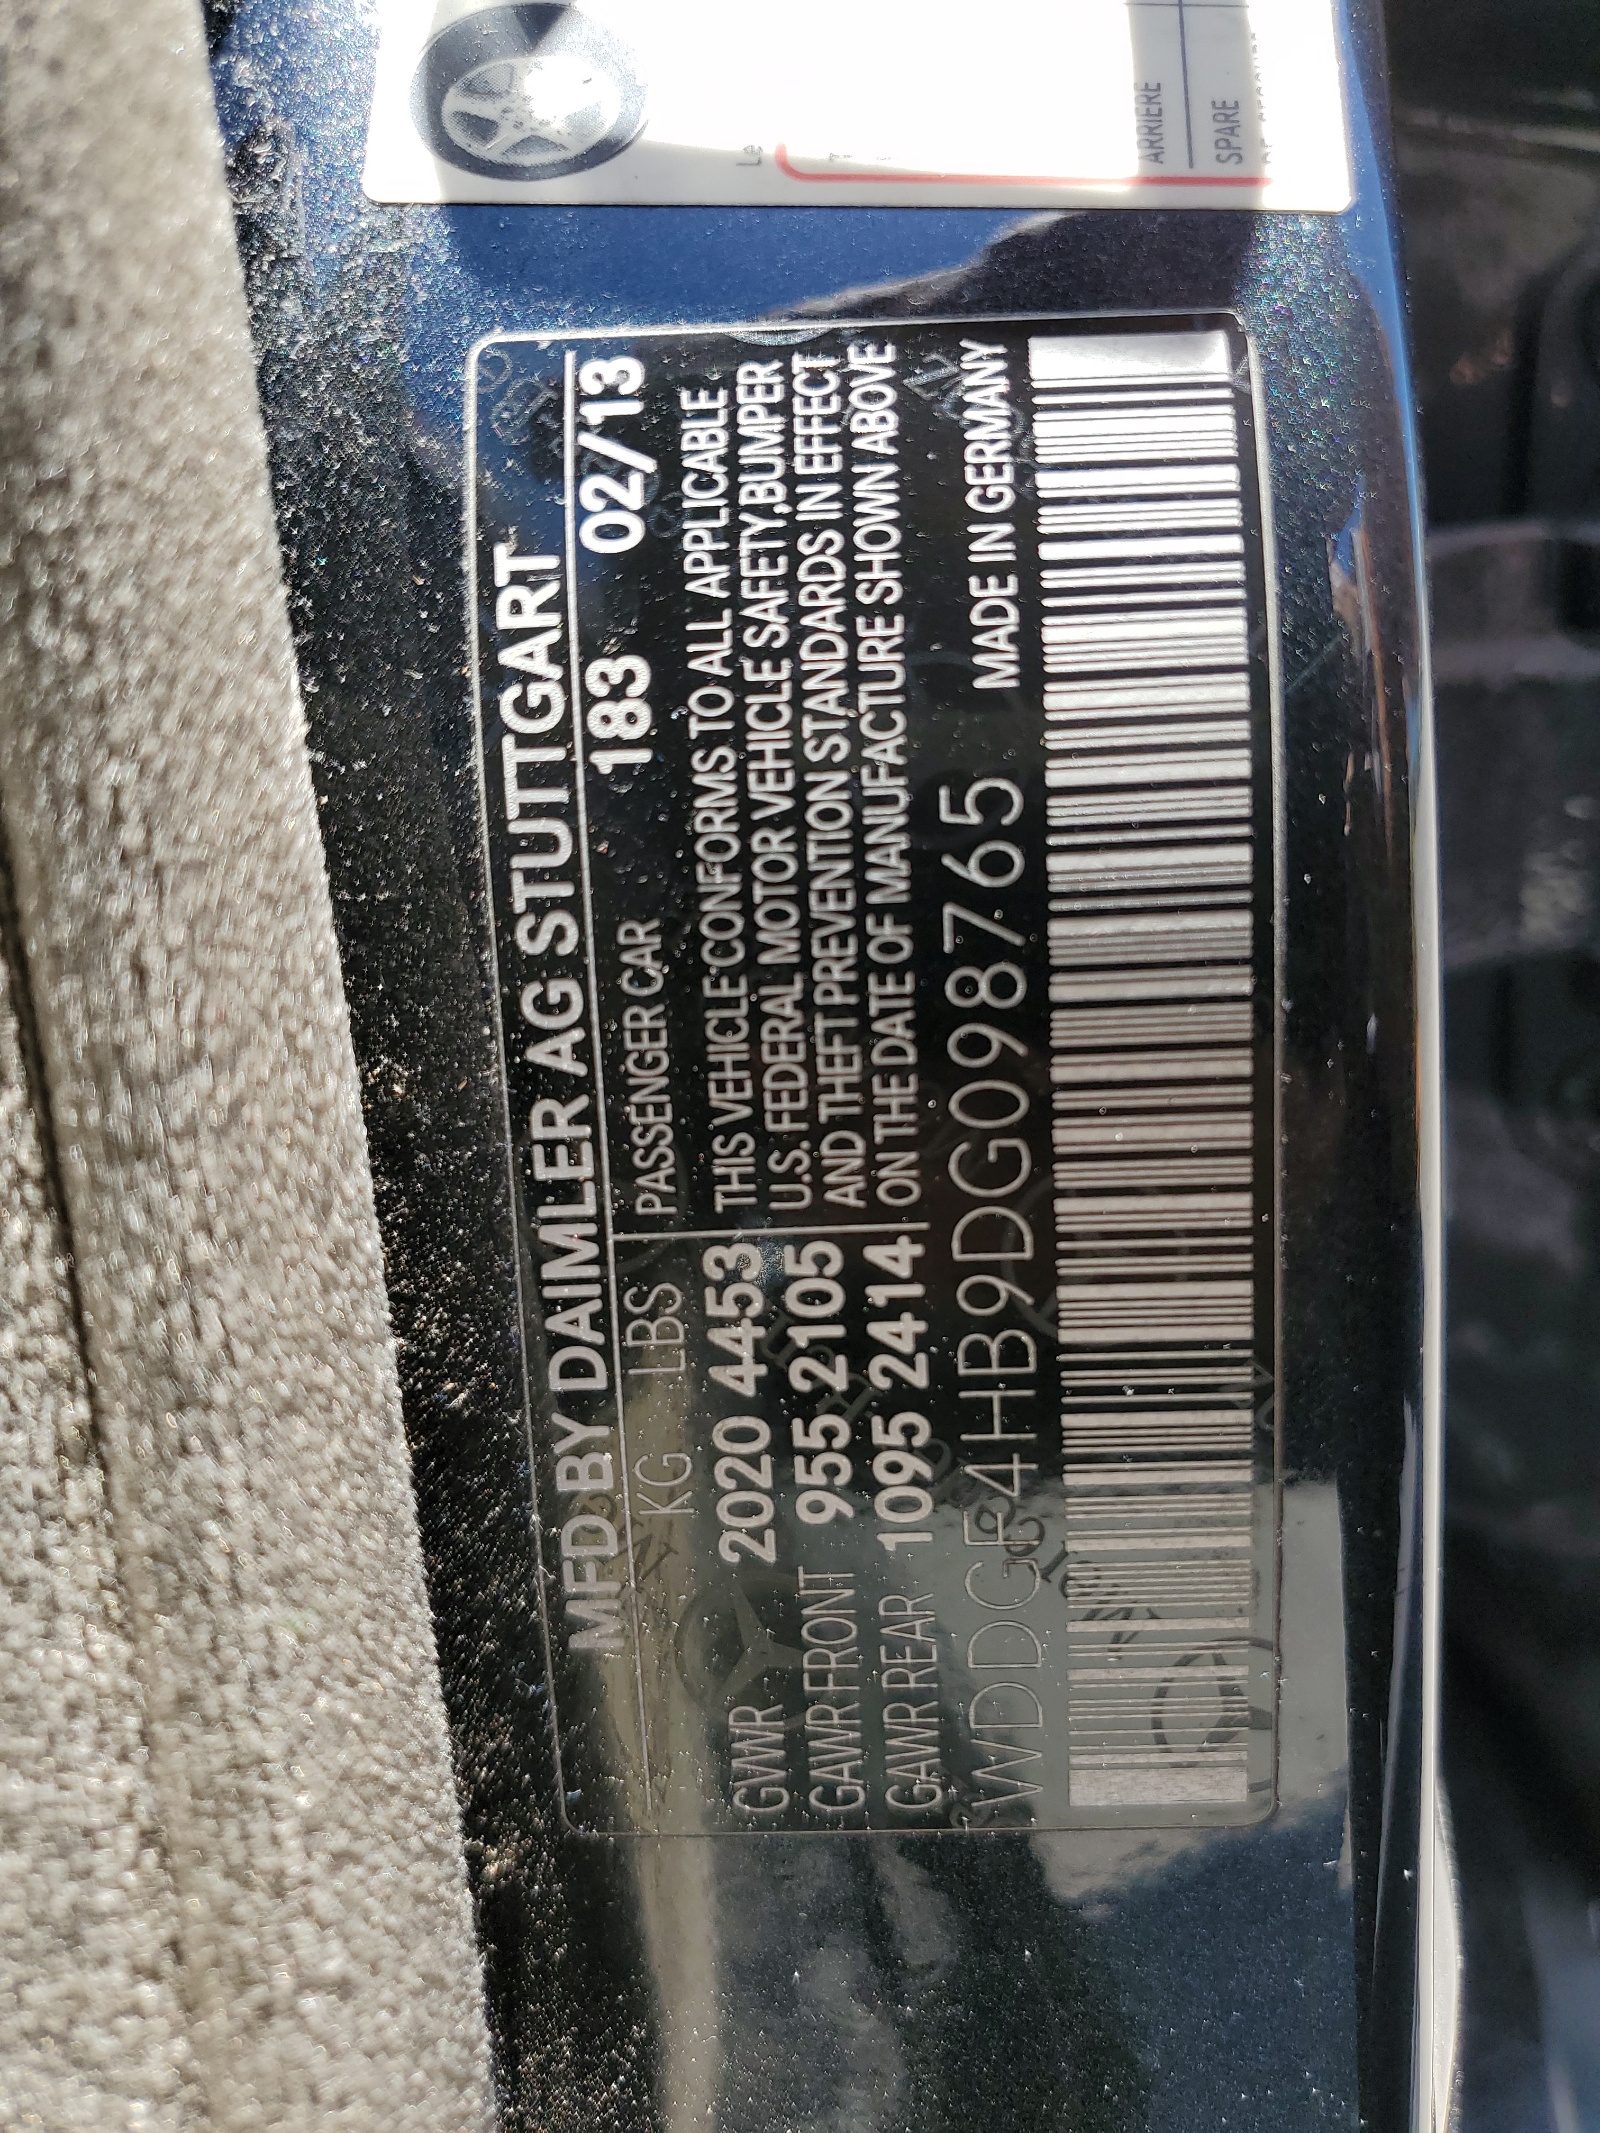 MFD BY DAIMLER AG STUTTGART
KG LBS PASSENGER CAR 183 02/13
GVWR 2020 4453 THIS VEHICLE CONFORMS TO ALL APPLICABLE
GAWR FRONT 955 2105 U.S. FEDERAL MOTOR VEHICLE SAFETY,BUMPER
AND THEFT PREVENTION STANDARDS IN EFFECT
GAWR REAR 1095 2414 ON THE DATE OF MANUFACTURE SHOWN ABOVE
WDDGF4HB9DG098765 MADE IN GERMANY
ARRIÈRE
SPARE